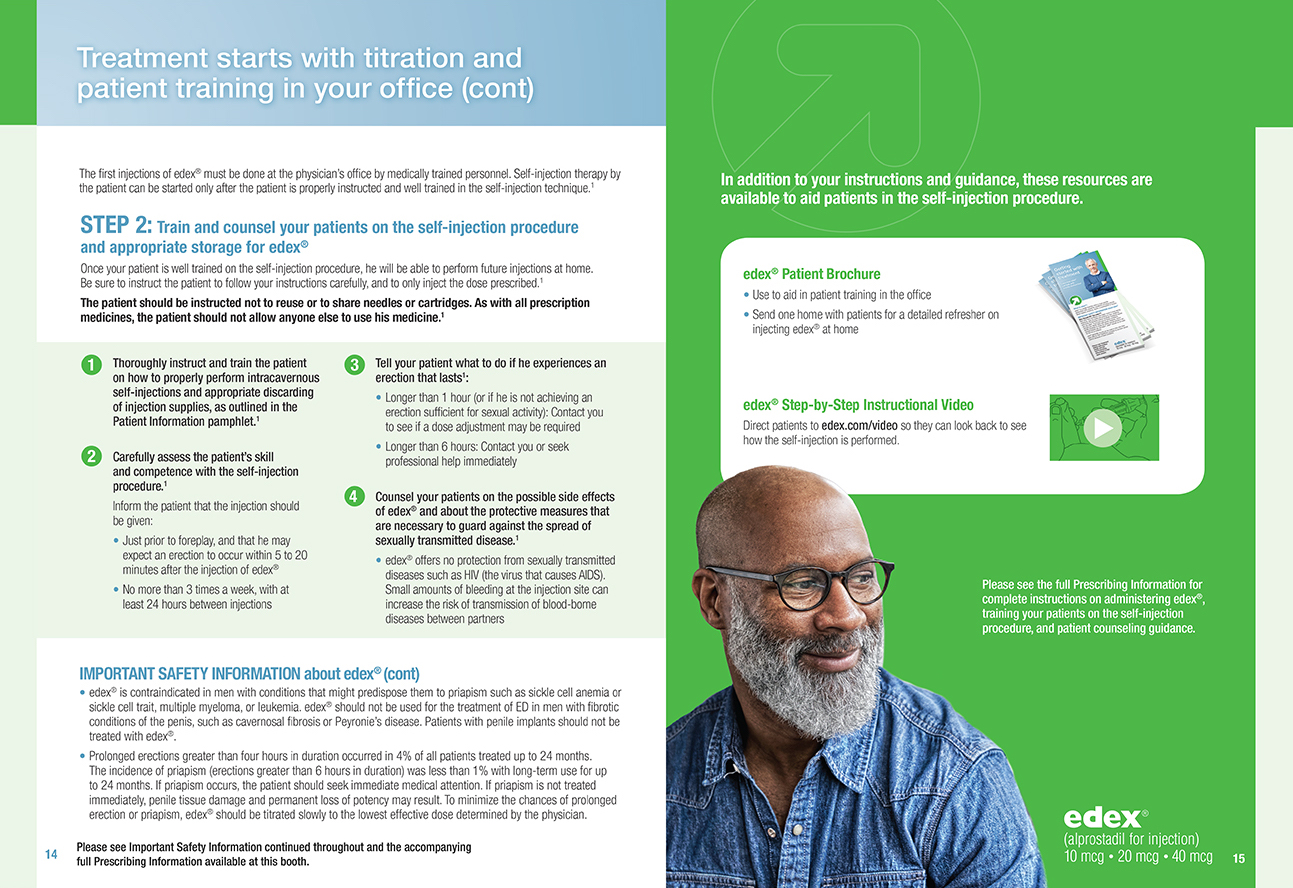 Treatment starts with titration and
patient training in your office (cont)
The first injections of edex® must be done at the physician's office by medically trained personnel. Self-injection therapy by
the patient can be started only after the patient is properly instructed and well trained in the self-injection technique.¹
STEP 2: Train and counsel your patients on the self-injection procedure
and appropriate storage for edex®
Once your patient is well trained on the self-injection procedure, he will be able to perform future injections at home.
Be sure to instruct the patient to follow your instructions carefully, and to only inject the dose prescribed.¹
The patient should be instructed not to reuse or to share needles or cartridges. As with all prescription
medicines, the patient should not allow anyone else to use his medicine.¹
1 Thoroughly instruct and train the patient
on how to properly perform intracavernous
self-injections and appropriate discarding
of injection supplies, as outlined in the
Patient Information pamphlet.¹
2 Carefully assess the patient's skill
and competence with the self-injection
procedure.¹
Inform the patient that the injection should
be given:
• Just prior to foreplay, and that he may
expect an erection to occur within 5 to 20
minutes after the injection of edex®
• No more than 3 times a week, with at
least 24 hours between injections
3 Tell your patient what to do if he experiences an
erection that lasts¹:
• Longer than 1 hour (or if he is not achieving an
erection sufficient for sexual activity): Contact you
to see if a dose adjustment may be required
• Longer than 6 hours: Contact you or seek
professional help immediately
4 Counsel your patients on the possible side effects
of edex® and about the protective measures that
are necessary to guard against the spread of
sexually transmitted disease.¹
• edex® offers no protection from sexually transmitted
diseases such as HIV (the virus that causes AIDS).
Small amounts of bleeding at the injection site can
increase the risk of transmission of blood-borne
diseases between partners
IMPORTANT SAFETY INFORMATION about edex® (cont)
• edex® is contraindicated in men with conditions that might predispose them to priapism such as sickle cell anemia or
sickle cell trait, multiple myeloma, or leukemia. edex® should not be used for the treatment of ED in men with fibrotic
conditions of the penis, such as cavernosal fibrosis or Peyronie's disease. Patients with penile implants should not be
treated with edex®.
• Prolonged erections greater than four hours in duration occurred in 4% of all patients treated up to 24 months.
The incidence of priapism (erections greater than 6 hours in duration) was less than 1% with long-term use for up
to 24 months. If priapism occurs, the patient should seek immediate medical attention. If priapism is not treated
immediately, penile tissue damage and permanent loss of potency may result. To minimize the chances of prolonged
erection or priapism, edex® should be titrated slowly to the lowest effective dose determined by the physician.
14
Please see Important Safety Information continued throughout and the accompanying
full Prescribing Information available at this booth.
In addition to your instructions and guidance, these resources are
available to aid patients in the self-injection procedure.
edex® Patient Brochure
• Use to aid in patient training in the office
• Send one home with patients for a detailed refresher on
injecting edex® at home
edex® Step-by-Step Instructional Video
Direct patients to edex.com/video so they can look back to see
how the self-injection is performed.
Please see the full Prescribing Information for
complete instructions on administering edex®,
training your patients on the self-injection
procedure, and patient counseling guidance.
edex®
(alprostadil for injection)
10 mcg • 20 mcg • 40 mcg
15